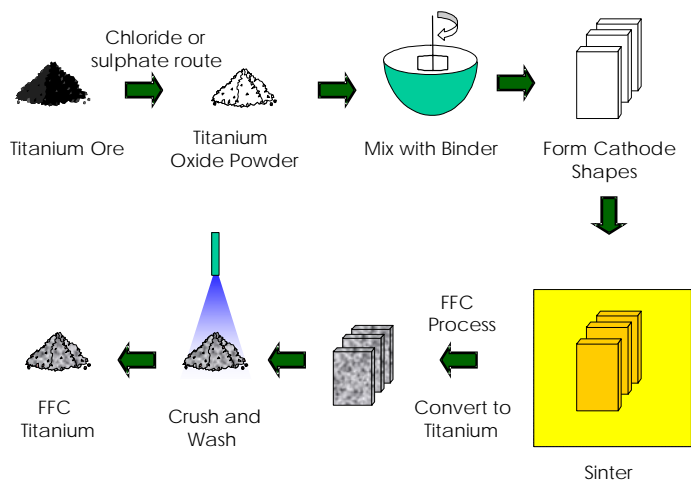 Chloride or
sulphate route
Titanium Ore
Titanium
Oxide Powder
Mix with Binder
Form Cathode
Shapes
FFC
Process
Convert to
Titanium
Sinter
Crush and
Wash
FFC
Titanium